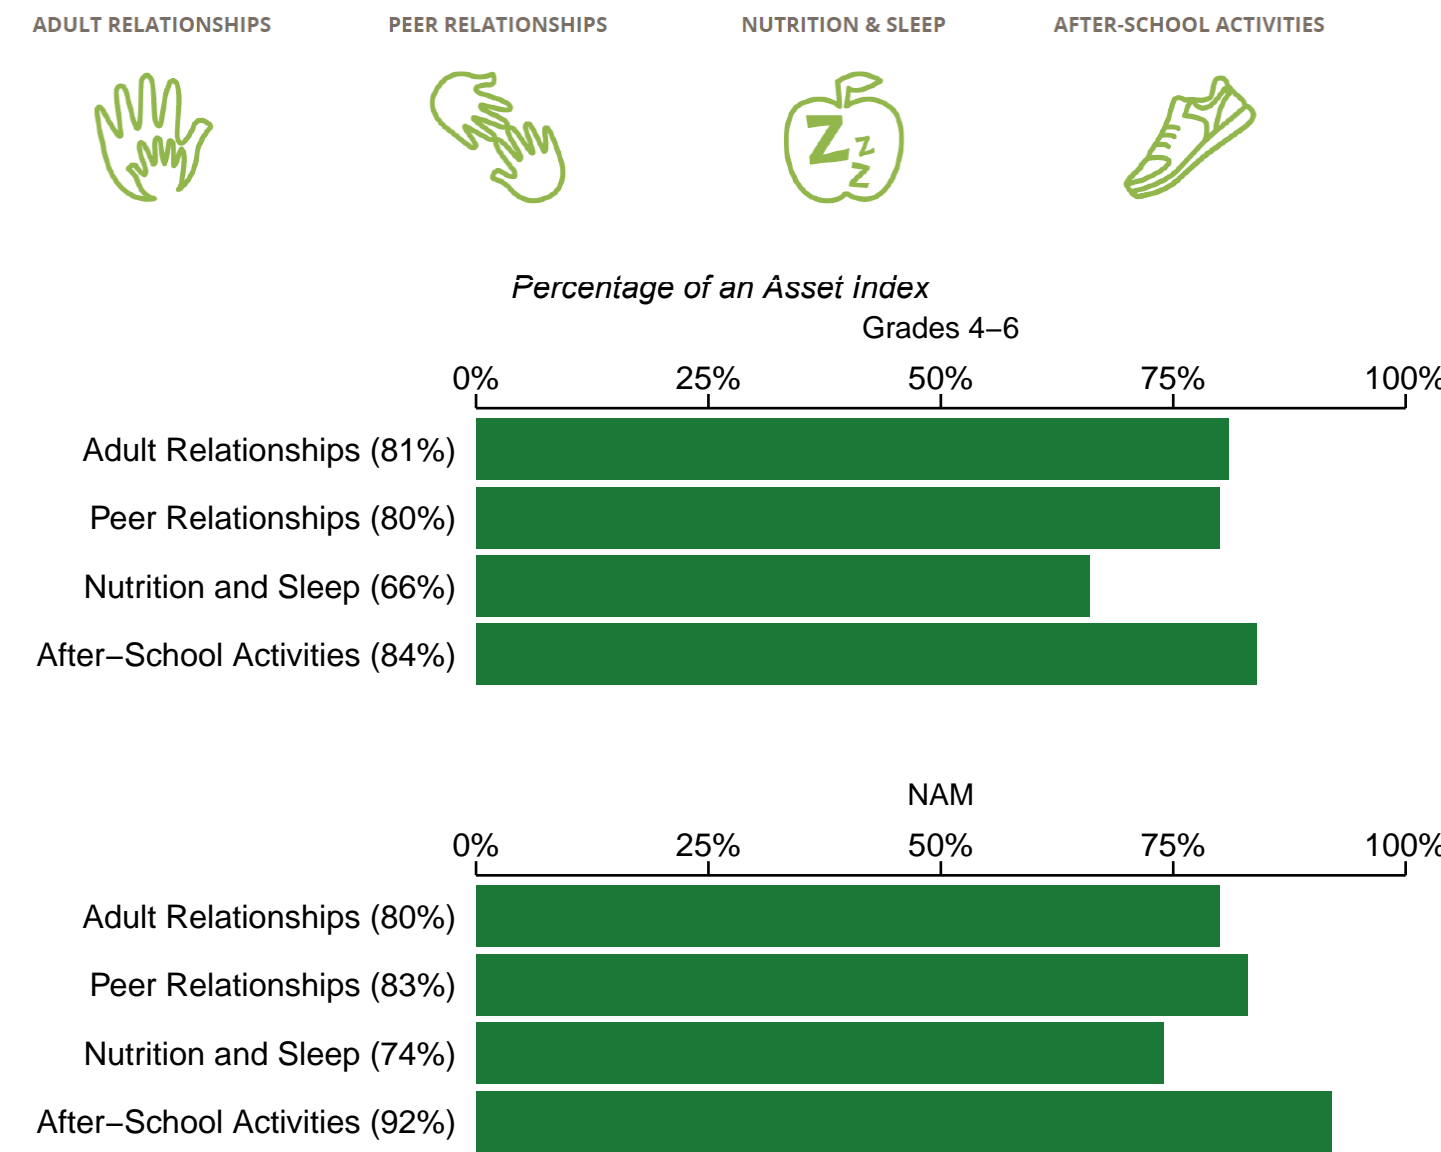 ADULT RELATIONSHIPS PEER RELATIONSHIPS NUTRITION & SLEEP AFTER-SCHOOL ACTIVITIES
Z z z
Percentage of an Asset Index
Grades 4–6
0% 25% 50% 75% 100%
Adult Relationships (81%)
Peer Relationships (80%)
Nutrition and Sleep (66%)
After–School Activities (84%)
NAM
0% 25% 50% 75% 100%
Adult Relationships (80%)
Peer Relationships (83%)
Nutrition and Sleep (74%)
After–School Activities (92%)